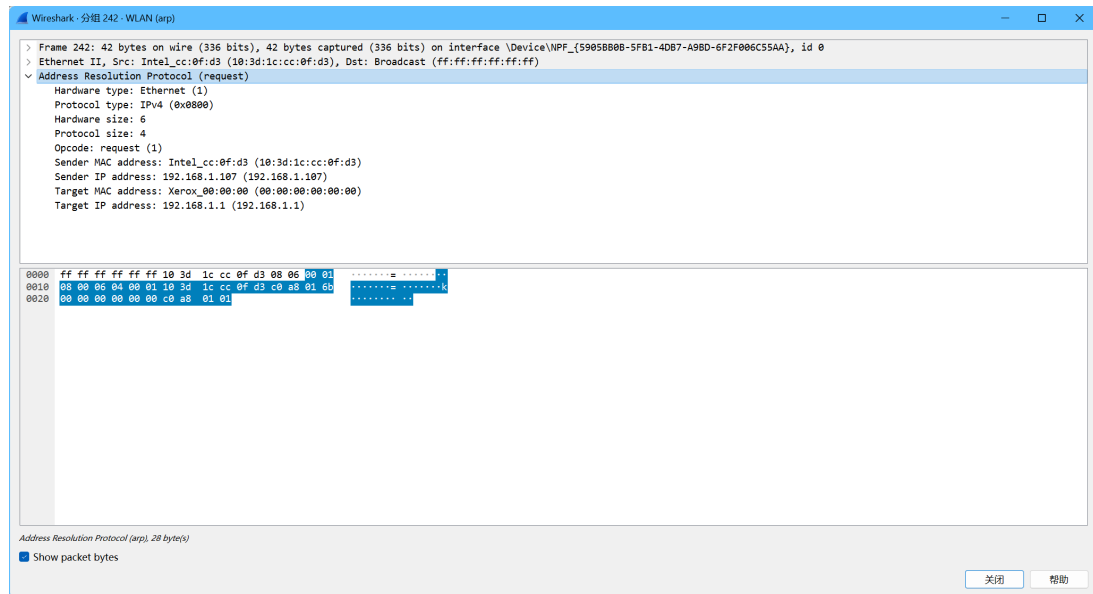 Wireshark · 分组 242 · WLAN (arp)
Frame 242: 42 bytes on wire (336 bits), 42 bytes captured (336 bits) on interface \Device\NPF_{5905BB0B-5FB1-4DB7-A9BD-6F2F006C55AA}, id 0
Ethernet II, Src: Intel_cc:0f:d3 (10:3d:1c:cc:0f:d3), Dst: Broadcast (ff:ff:ff:ff:ff:ff)
Address Resolution Protocol (request)
Hardware type: Ethernet (1)
Protocol type: IPv4 (0x0800)
Hardware size: 6
Protocol size: 4
Opcode: request (1)
Sender MAC address: Intel_cc:0f:d3 (10:3d:1c:cc:0f:d3)
Sender IP address: 192.168.1.107 (192.168.1.107)
Target MAC address: Xerox_00:00:00 (00:00:00:00:00:00)
Target IP address: 192.168.1.1 (192.168.1.1)
0000 ff ff ff ff ff ff 10 3d 1c cc 0f d3 08 06 00 01 ·······= ········
0010 08 00 06 04 00 01 10 3d 1c cc 0f d3 c0 a8 01 6b ·······= ·······k
0020 00 00 00 00 00 00 c0 a8 01 01 ········ ··
Address Resolution Protocol (arp), 28 byte(s)
Show packet bytes
关闭 帮助